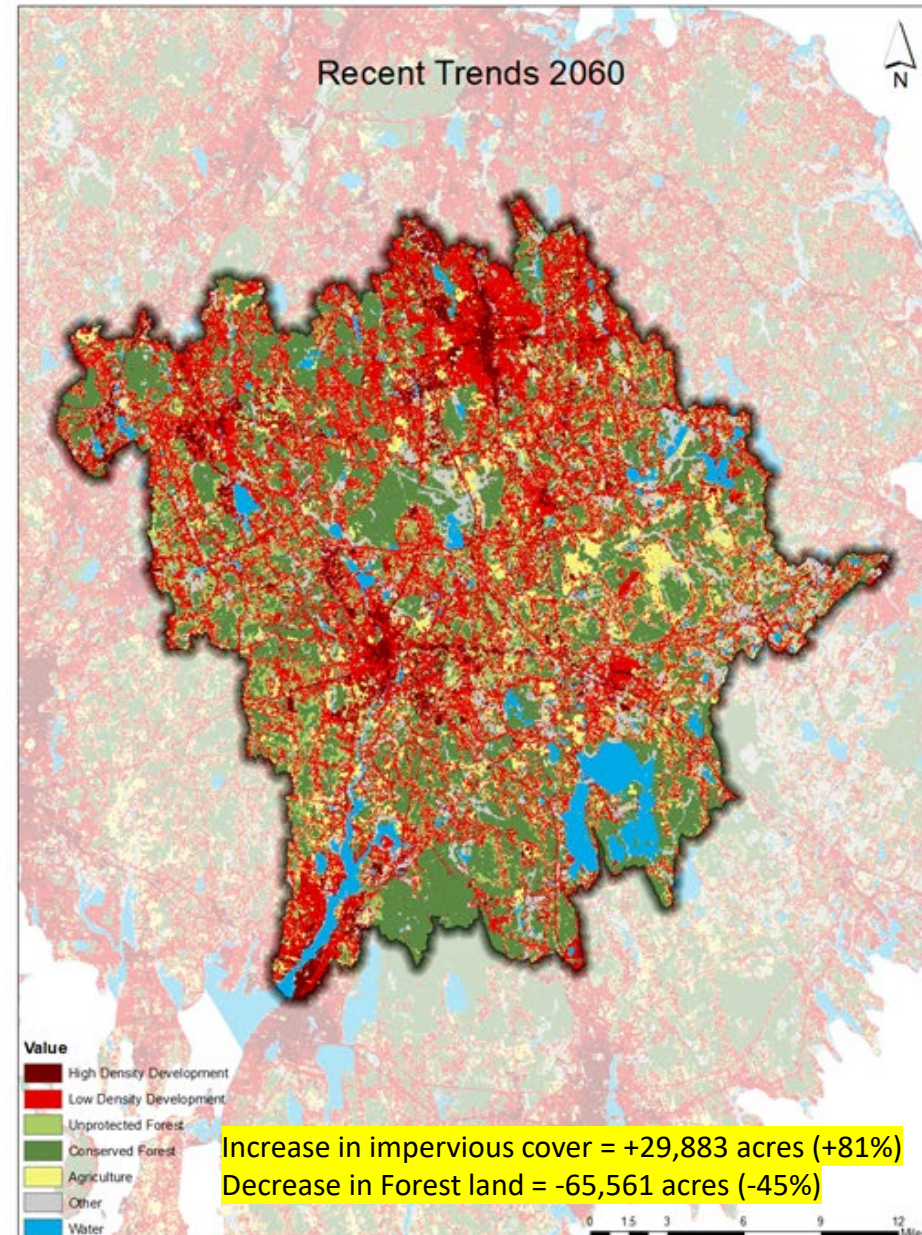 Recent Trends 2060
N
Value
High Density Development
Low Density Development
Unprotected Forest
Conserved Forest
Agriculture
Other
Water
Increase in impervious cover = +29,883 acres (+81%)
Decrease in Forest land = -65,561 acres (-45%)
0 1.5 3 6 9 12